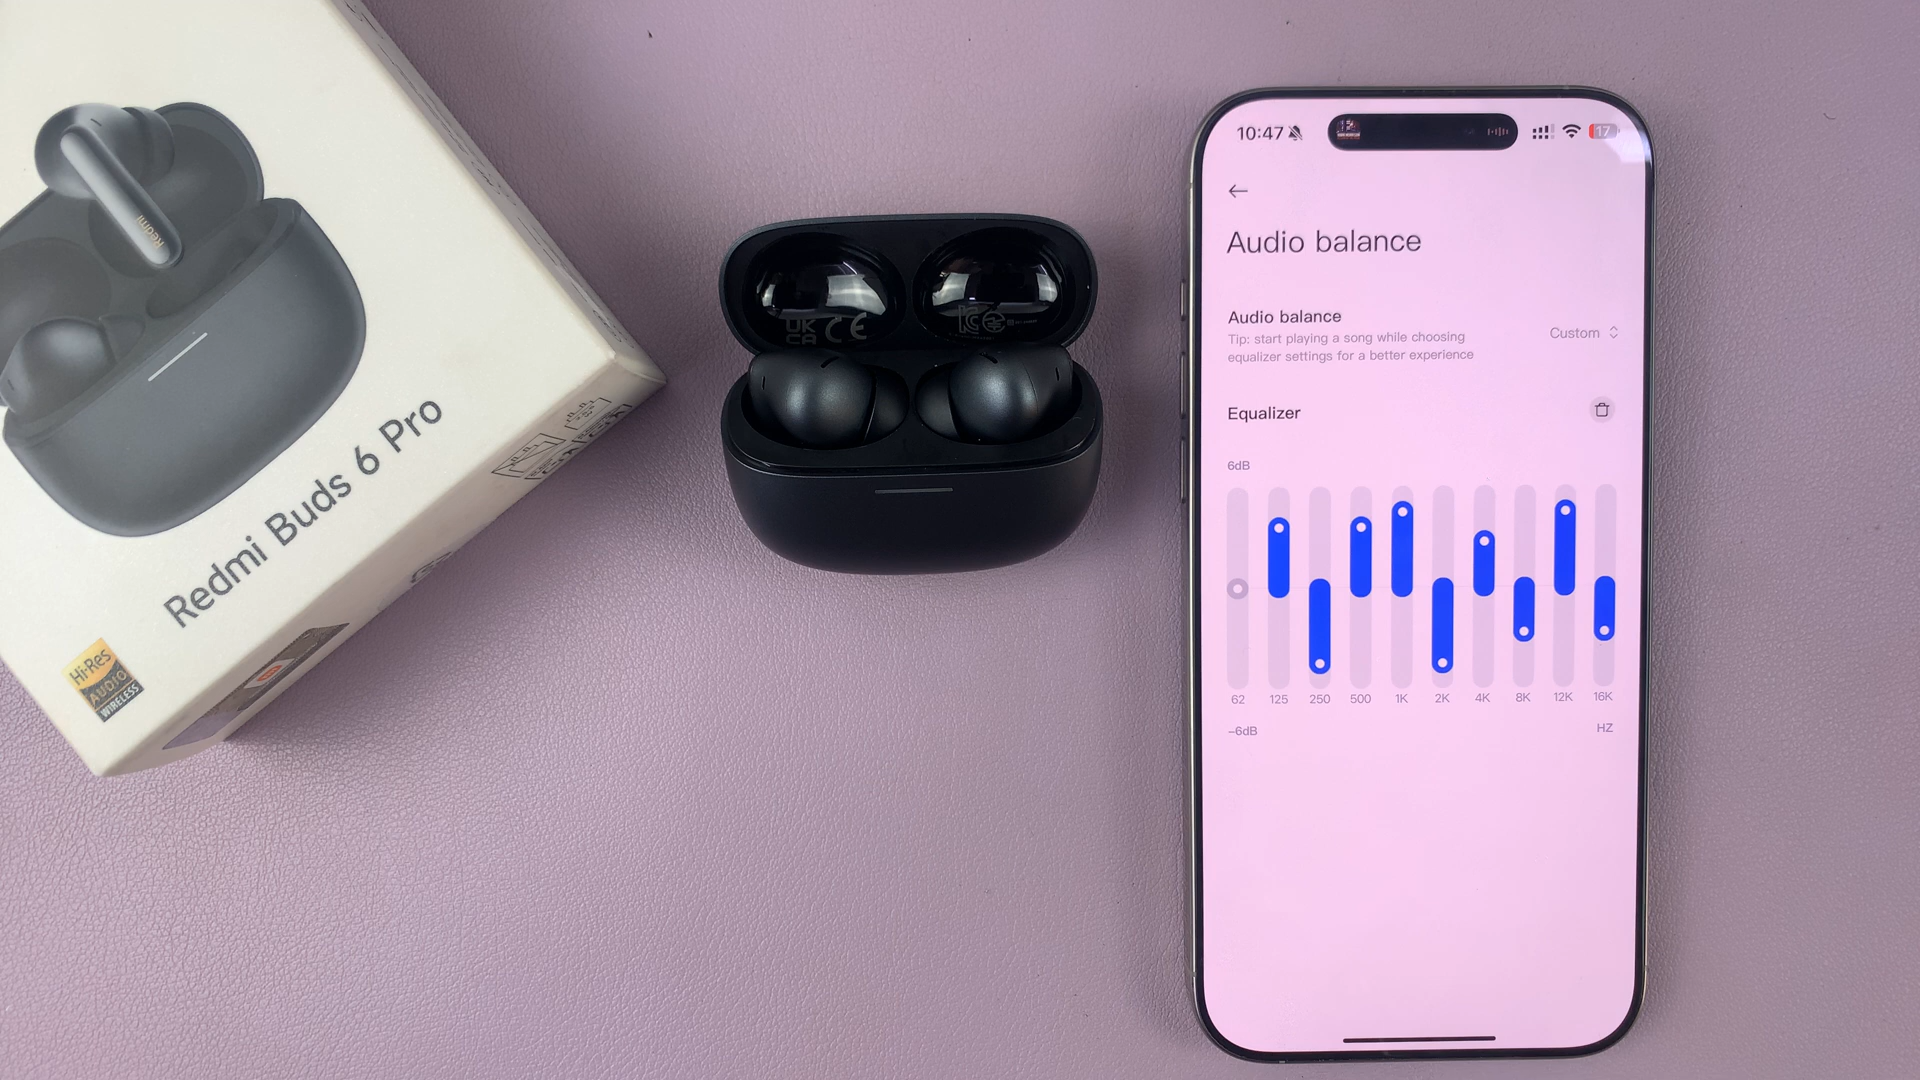 Redmi
Redmi Buds 6 Pro
Hi-Res
AUDIO
WIRELESS
UK
CA CE
10:47
17
Audio balance
Audio balance
Tip: start playing a song while choosing
equalizer settings for a better experience
Custom
Equalizer
6dB
62 125 250 500 1K 2K 4K 8K 12K 16K
–6dB HZ